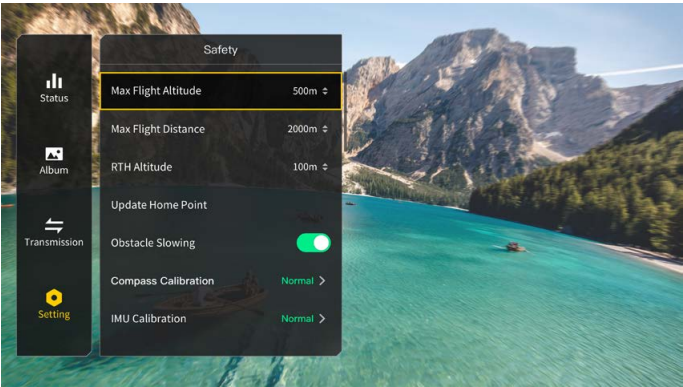 Safety
Status
Max Flight Altitude 500m
Max Flight Distance 2000m
Album
RTH Altitude 100m
Update Home Point
Transmission
Obstacle Slowing
Compass Calibration Normal
Setting
IMU Calibration Normal